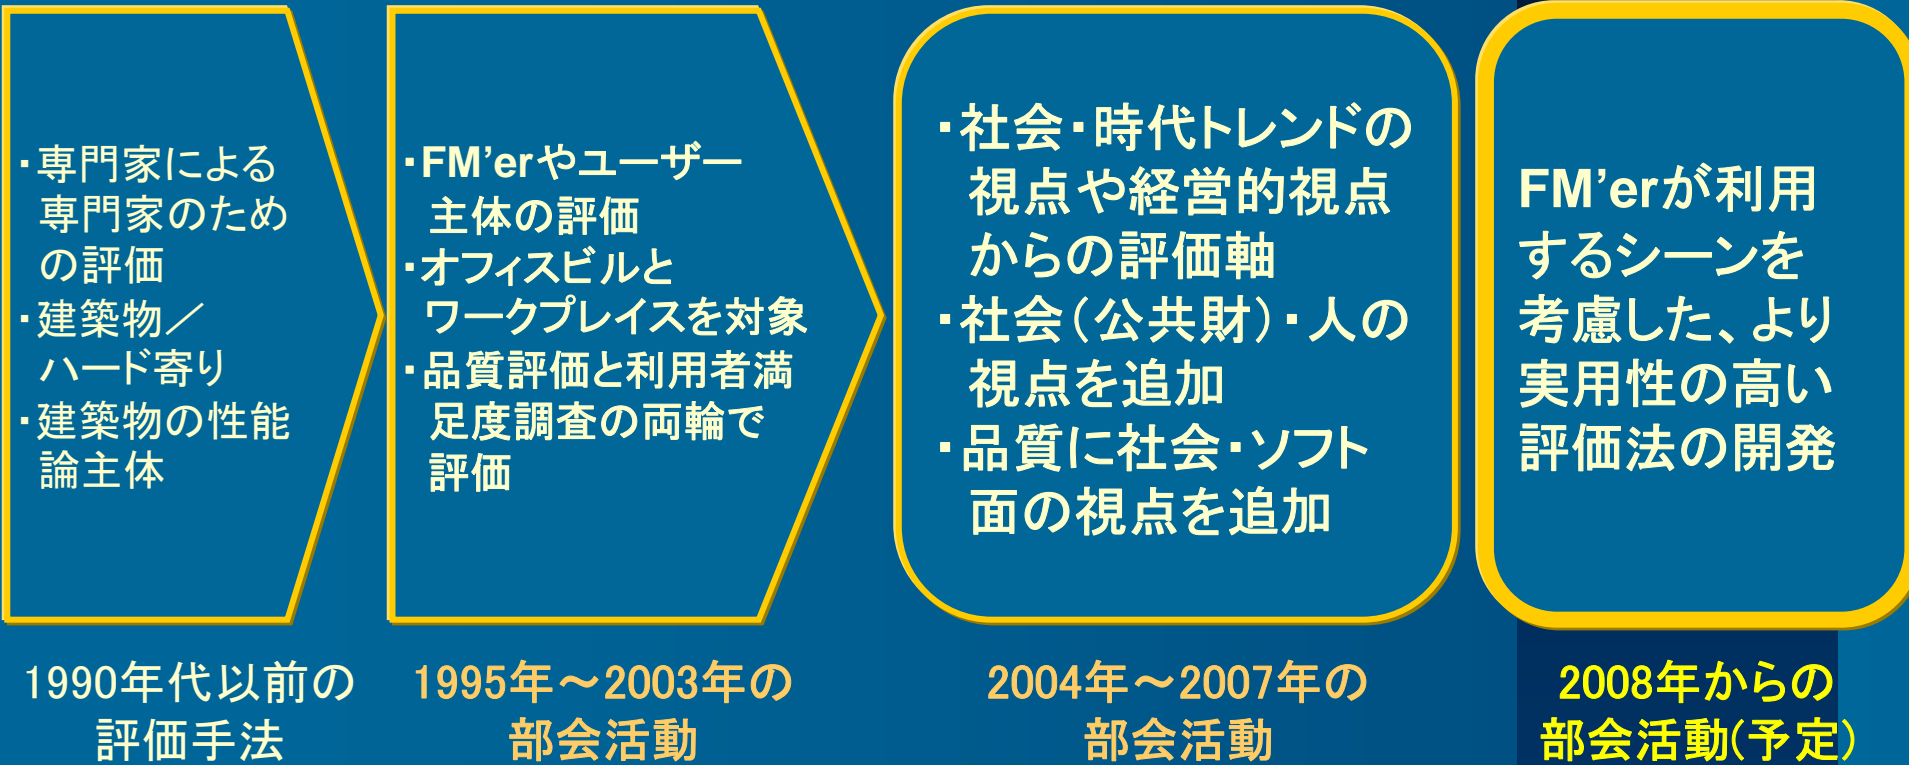 ・専門家による
専門家のため
の評価
・建築物／
ハード寄り
・建築物の性能
論主体
1990年代以前の
評価手法
・FM’erやユーザー
主体の評価
・オフィスビルと
ワークプレイスを対象
・品質評価と利用者満
足度調査の両輪で
評価
1995年～2003年の
部会活動
・社会・時代トレンドの
視点や経営的視点
からの評価軸
・社会（公共財）・人の
視点を追加
・品質に社会・ソフト
面の視点を追加
2004年～2007年の
部会活動
FM’erが利用
するシーンを
考慮した、より
実用性の高い
評価法の開発
2008年からの
部会活動(予定)